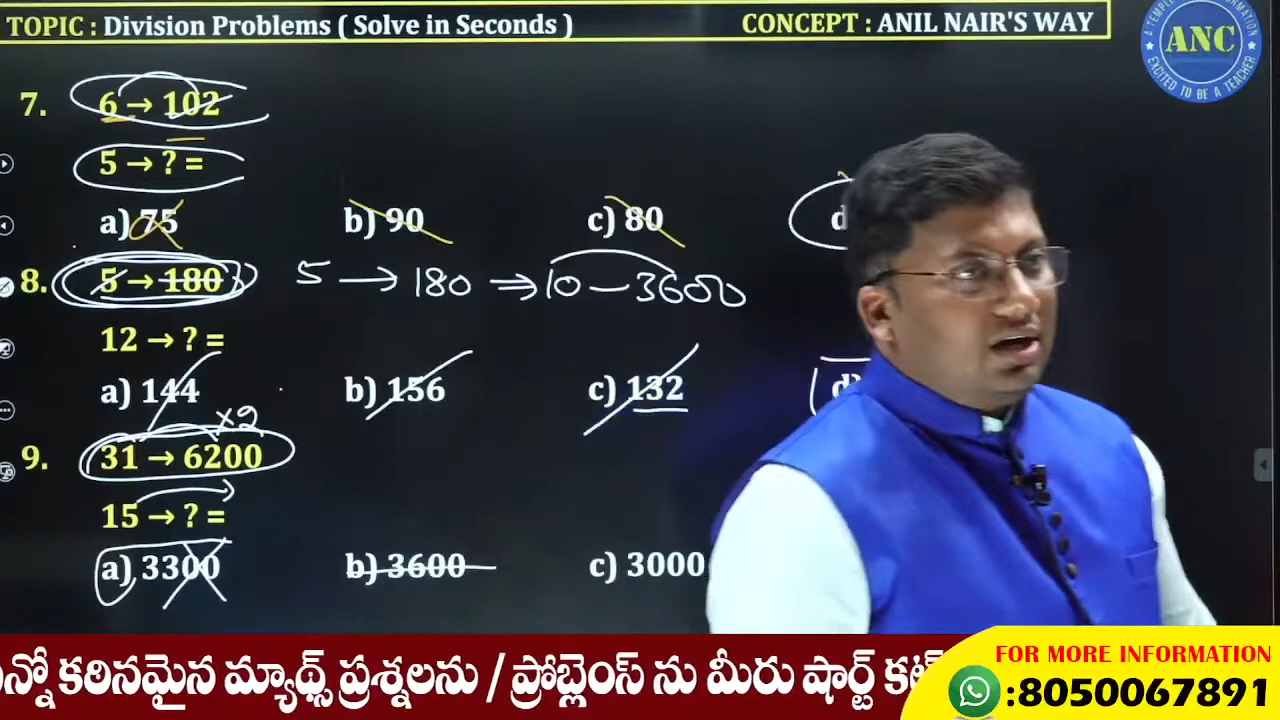 TOPIC : Division Problems ( Solve in Seconds )
CONCEPT : ANIL NAIR'S WAY
ANC
EXCITED TO BE A TEACHER
7. 6 → 102
5 → ? =
a) 75 b) 90 c) 80 d
8. 5 → 180 5 → 180 ⇒ 10 — 3600
12 → ? =
a) 144 b) 156 c) 132 d)
×2
9. 31 → 6200
15 → ? =
a) 3300 b) 3600 c) 3000
కఠినమైన మ్యాథ్స్ ప్రశ్నలను / ప్రోబ్లెంస్ ను మీరు షార్ట్
FOR MORE INFORMATION
:8050067891